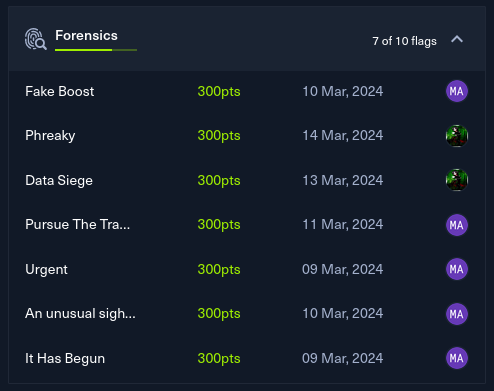 Forensics 7 of 10 flags
Fake Boost 300pts 10 Mar, 2024 MA
Phreaky 300pts 14 Mar, 2024
Data Siege 300pts 13 Mar, 2024
Pursue The Tra... 300pts 11 Mar, 2024 MA
Urgent 300pts 09 Mar, 2024 MA
An unusual sigh... 300pts 10 Mar, 2024 MA
It Has Begun 300pts 09 Mar, 2024 MA